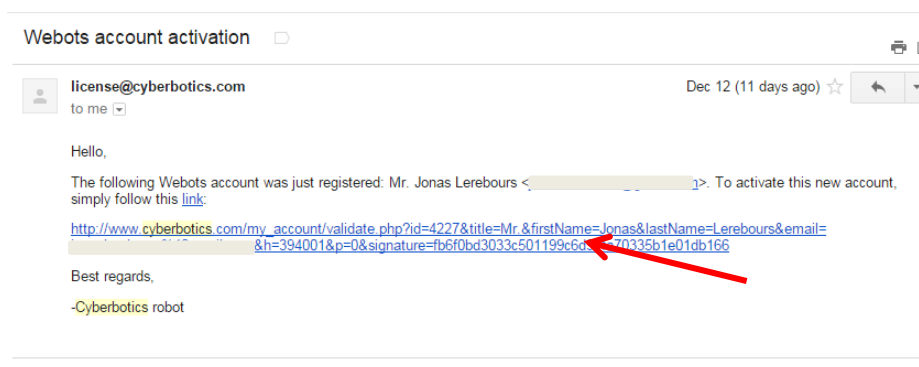 Webots account activation
license@cyberbotics.com
Dec 12 (11 days ago)
to me
Hello,
The following Webots account was just registered: Mr. Jonas Lerebours < >. To activate this new account,
simply follow this link:
http://www.cyberbotics.com/my_account/validate.php?id=4227&title=Mr.&firstName=Jonas&lastName=Lerebours&email=
&h=394001&p=0&signature=fb6f0bd3033c501199c6d 70335b1e01db166
Best regards,
-Cyberbotics robot